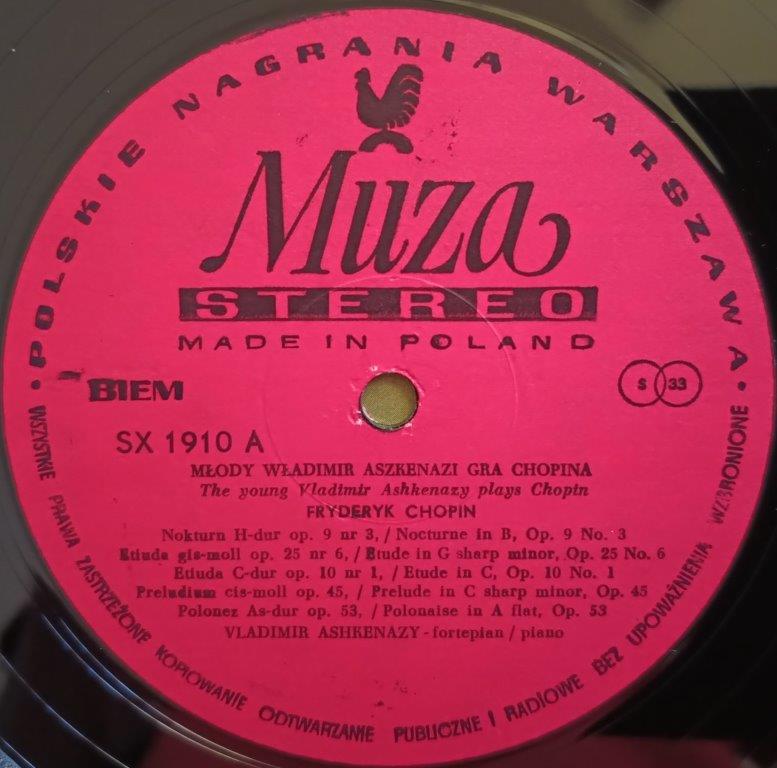 • POLSKIE NAGRANIA WARSZAWA •
Muza
STEREO
MADE IN POLAND
BIEM
S 33
SX 1910 A
MŁODY WŁADIMIR ASZKENAZI GRA CHOPINA
The young Vladimir Ashkenazy plays Chopin
FRYDERYK CHOPIN
Nokturn H-dur op. 9 nr 3, / Nocturne in B, Op. 9 No. 3
Etiuda gis-moll op. 25 nr 6, / Etude in G sharp minor, Op. 25 No. 6
Etiuda C-dur op. 10 nr 1, / Etude in C, Op. 10 No. 1
Preludium cis-moll op. 45, / Prelude in C sharp minor, Op. 45
Polonez As-dur op. 53, / Polonaise in A flat, Op. 53
VLADIMIR ASHKENAZY - fortepian / piano
WSZYSTKIE PRAWA ZASTRZEŻONE KOPIOWANIE ODTWARZANIE PUBLICZNE I RADIOWE BEZ UPOWAŻNIENIA WZBRONIONE